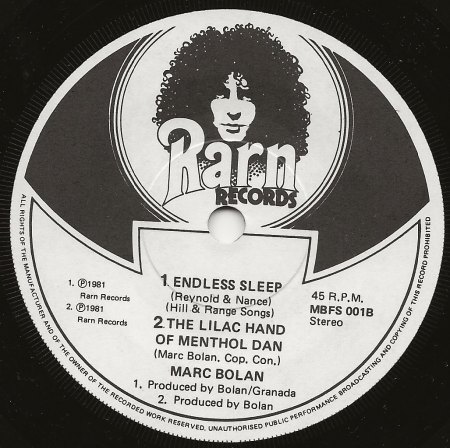 Rarn
RECORDS
1. ENDLESS SLEEP
(Reynold & Nance)
(Hill & Range Songs)
2. THE LILAC HAND
OF MENTHOL DAN
(Marc Bolan, Cop. Con.)
MARC BOLAN
1. Produced by Bolan/Granada
2. Produced by Bolan
1. ℗1981
Rarn Records
2. ℗1981
Rarn Records
45 R.P.M.
MBFS 001B
Stereo
ALL RIGHTS OF THE MANUFACTURER AND OF THE OWNER OF THE RECORDED WORK RESERVED. UNAUTHORISED PUBLIC PERFORMANCE BROADCASTING AND COPYING OF THIS RECORD PROHIBITED